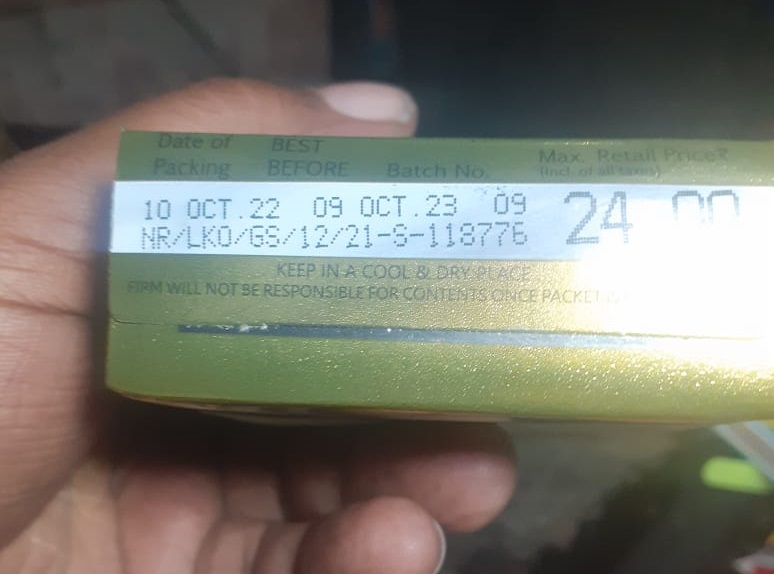 Date of BEST
Packing BEFORE Batch No. Max. Retail Price₹
(Incl. of all taxes)
10 OCT.22 09 OCT.23 09 24.00
NR/LKO/GS/12/21-S-118776
KEEP IN A COOL & DRY PLACE
FIRM WILL NOT BE RESPONSIBLE FOR CONTENTS ONCE PACKET